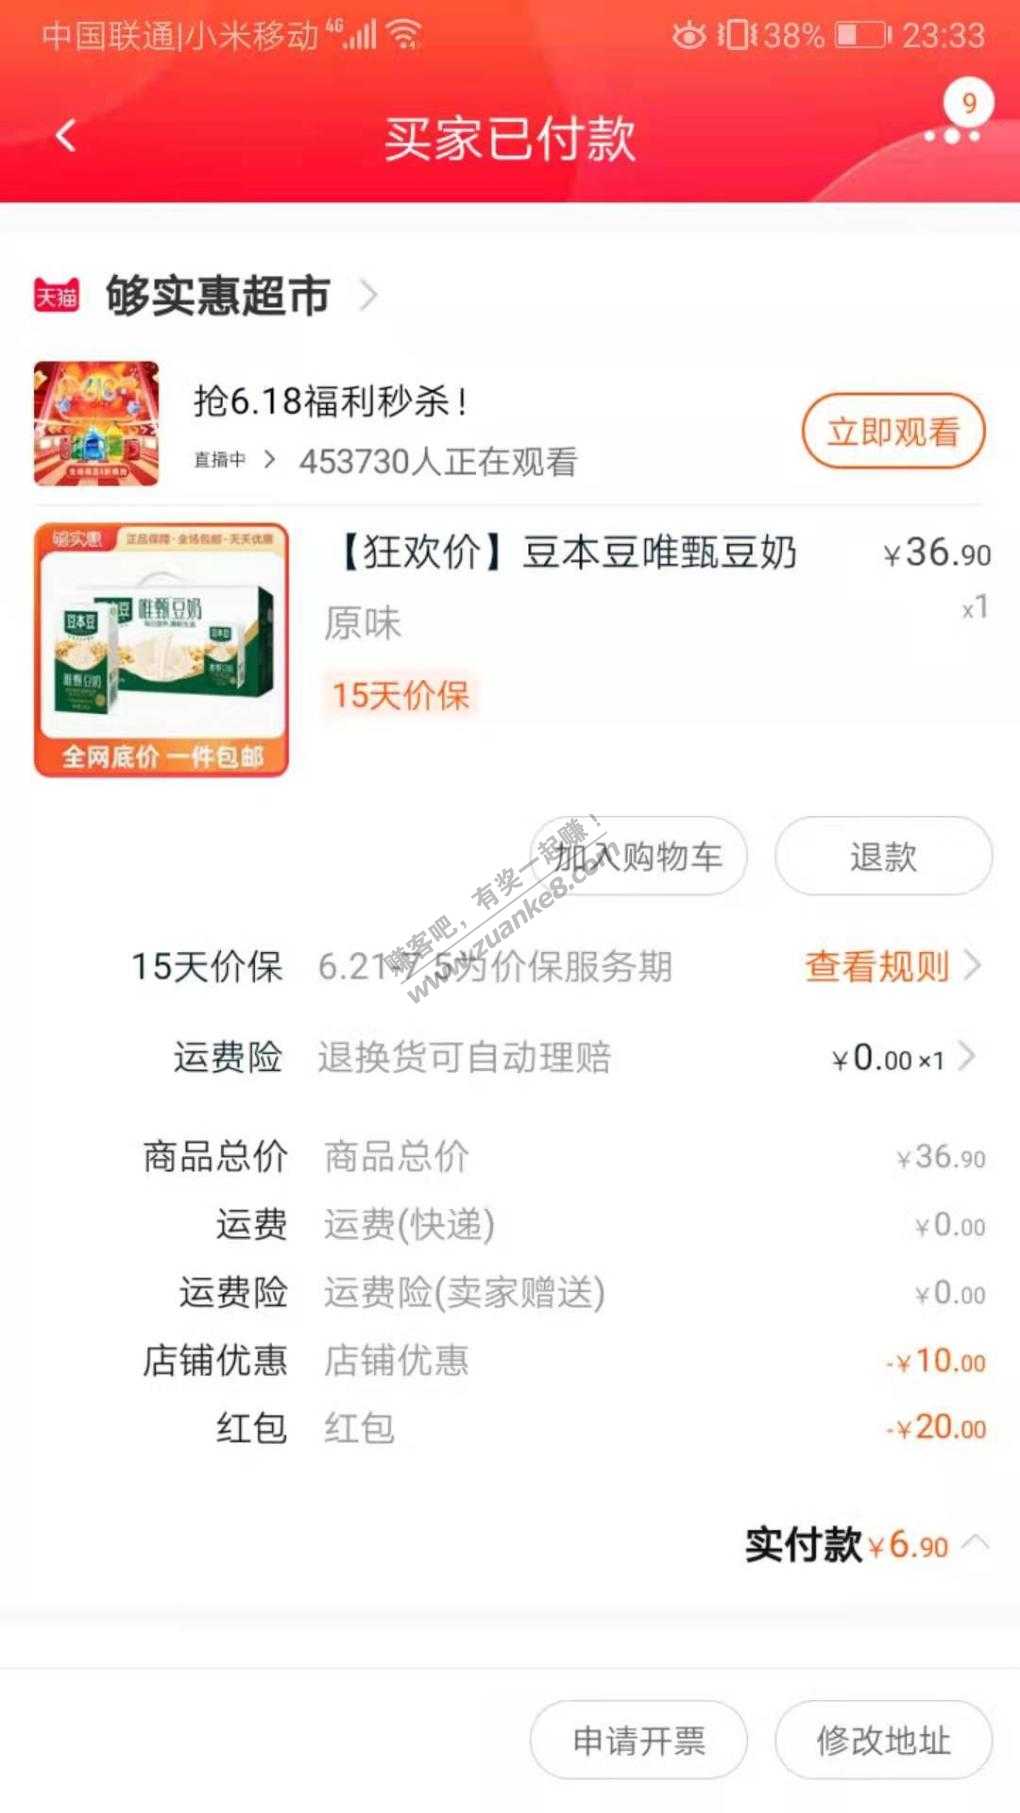 中国联通|小米移动 4G 38% 23:33
买家已付款
9
天猫 够实惠超市
抢6.18福利秒杀！
直播中 453730人正在观看
立即观看
够实惠 正品保障·全场包邮·天天优惠
豆本豆 唯甄豆奶
全网底价 一件包邮
【狂欢价】豆本豆唯甄豆奶 ￥36.90
原味 x1
15天价保
加入购物车 退款
赚客吧，有奖一起赚！
www.zuanke8.com
15天价保 6.21-7.5为价保服务期 查看规则
运费险 退换货可自动理赔 ￥0.00×1
商品总价 商品总价 ￥36.90
运费 运费(快递) ￥0.00
运费险 运费险(卖家赠送) ￥0.00
店铺优惠 店铺优惠 -￥10.00
红包 红包 -￥20.00
实付款￥6.90
申请开票 修改地址